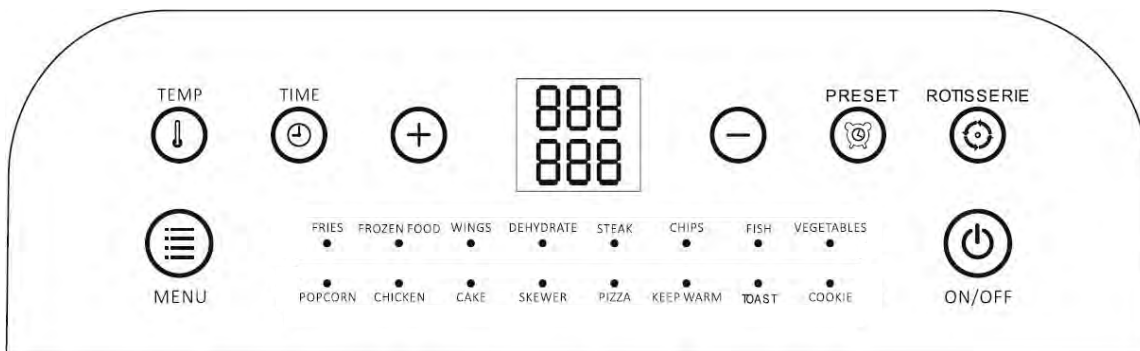 TEMP TIME PRESET ROTISSERIE
+ 888 −
888
FRIES FROZEN FOOD WINGS DEHYDRATE STEAK CHIPS FISH VEGETABLES
POPCORN CHICKEN CAKE SKEWER PIZZA KEEP WARM TOAST COOKIE
MENU ON/OFF